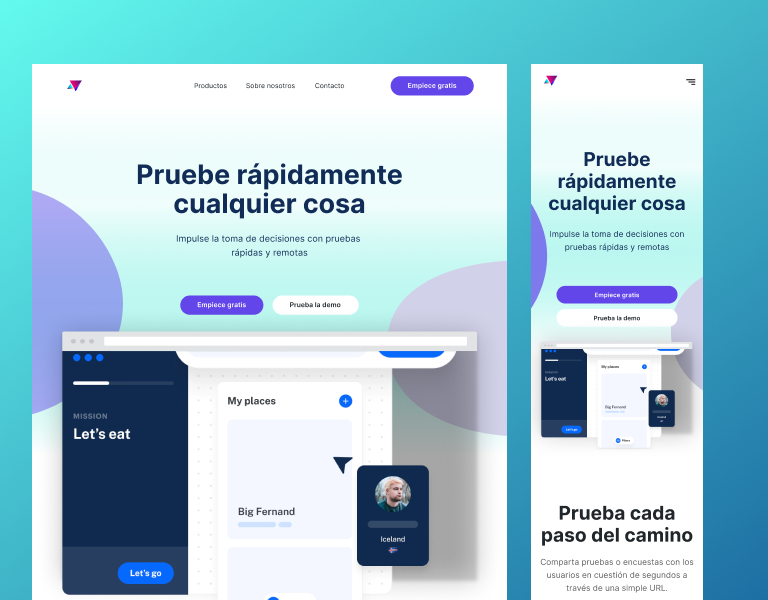 Productos
Sobre nosotros
Contacto
Empiece gratis
Pruebe rápidamente
cualquier cosa
Impulse la toma de decisiones con pruebas
rápidas y remotas
Empiece gratis
Prueba la demo
MISSION
Let's eat
Let's go
My places
Big Fernand
Iceland
Pruebe
rápidamente
cualquier cosa
Impulse la toma de decisiones con
pruebas rápidas y remotas
Empiece gratis
Prueba la demo
Let's eat
Let's go
My places
Big Fernand
Prueba cada
paso del camino
Comparta pruebas o encuestas con los
usuarios en cuestión de segundos a
través de una simple URL.